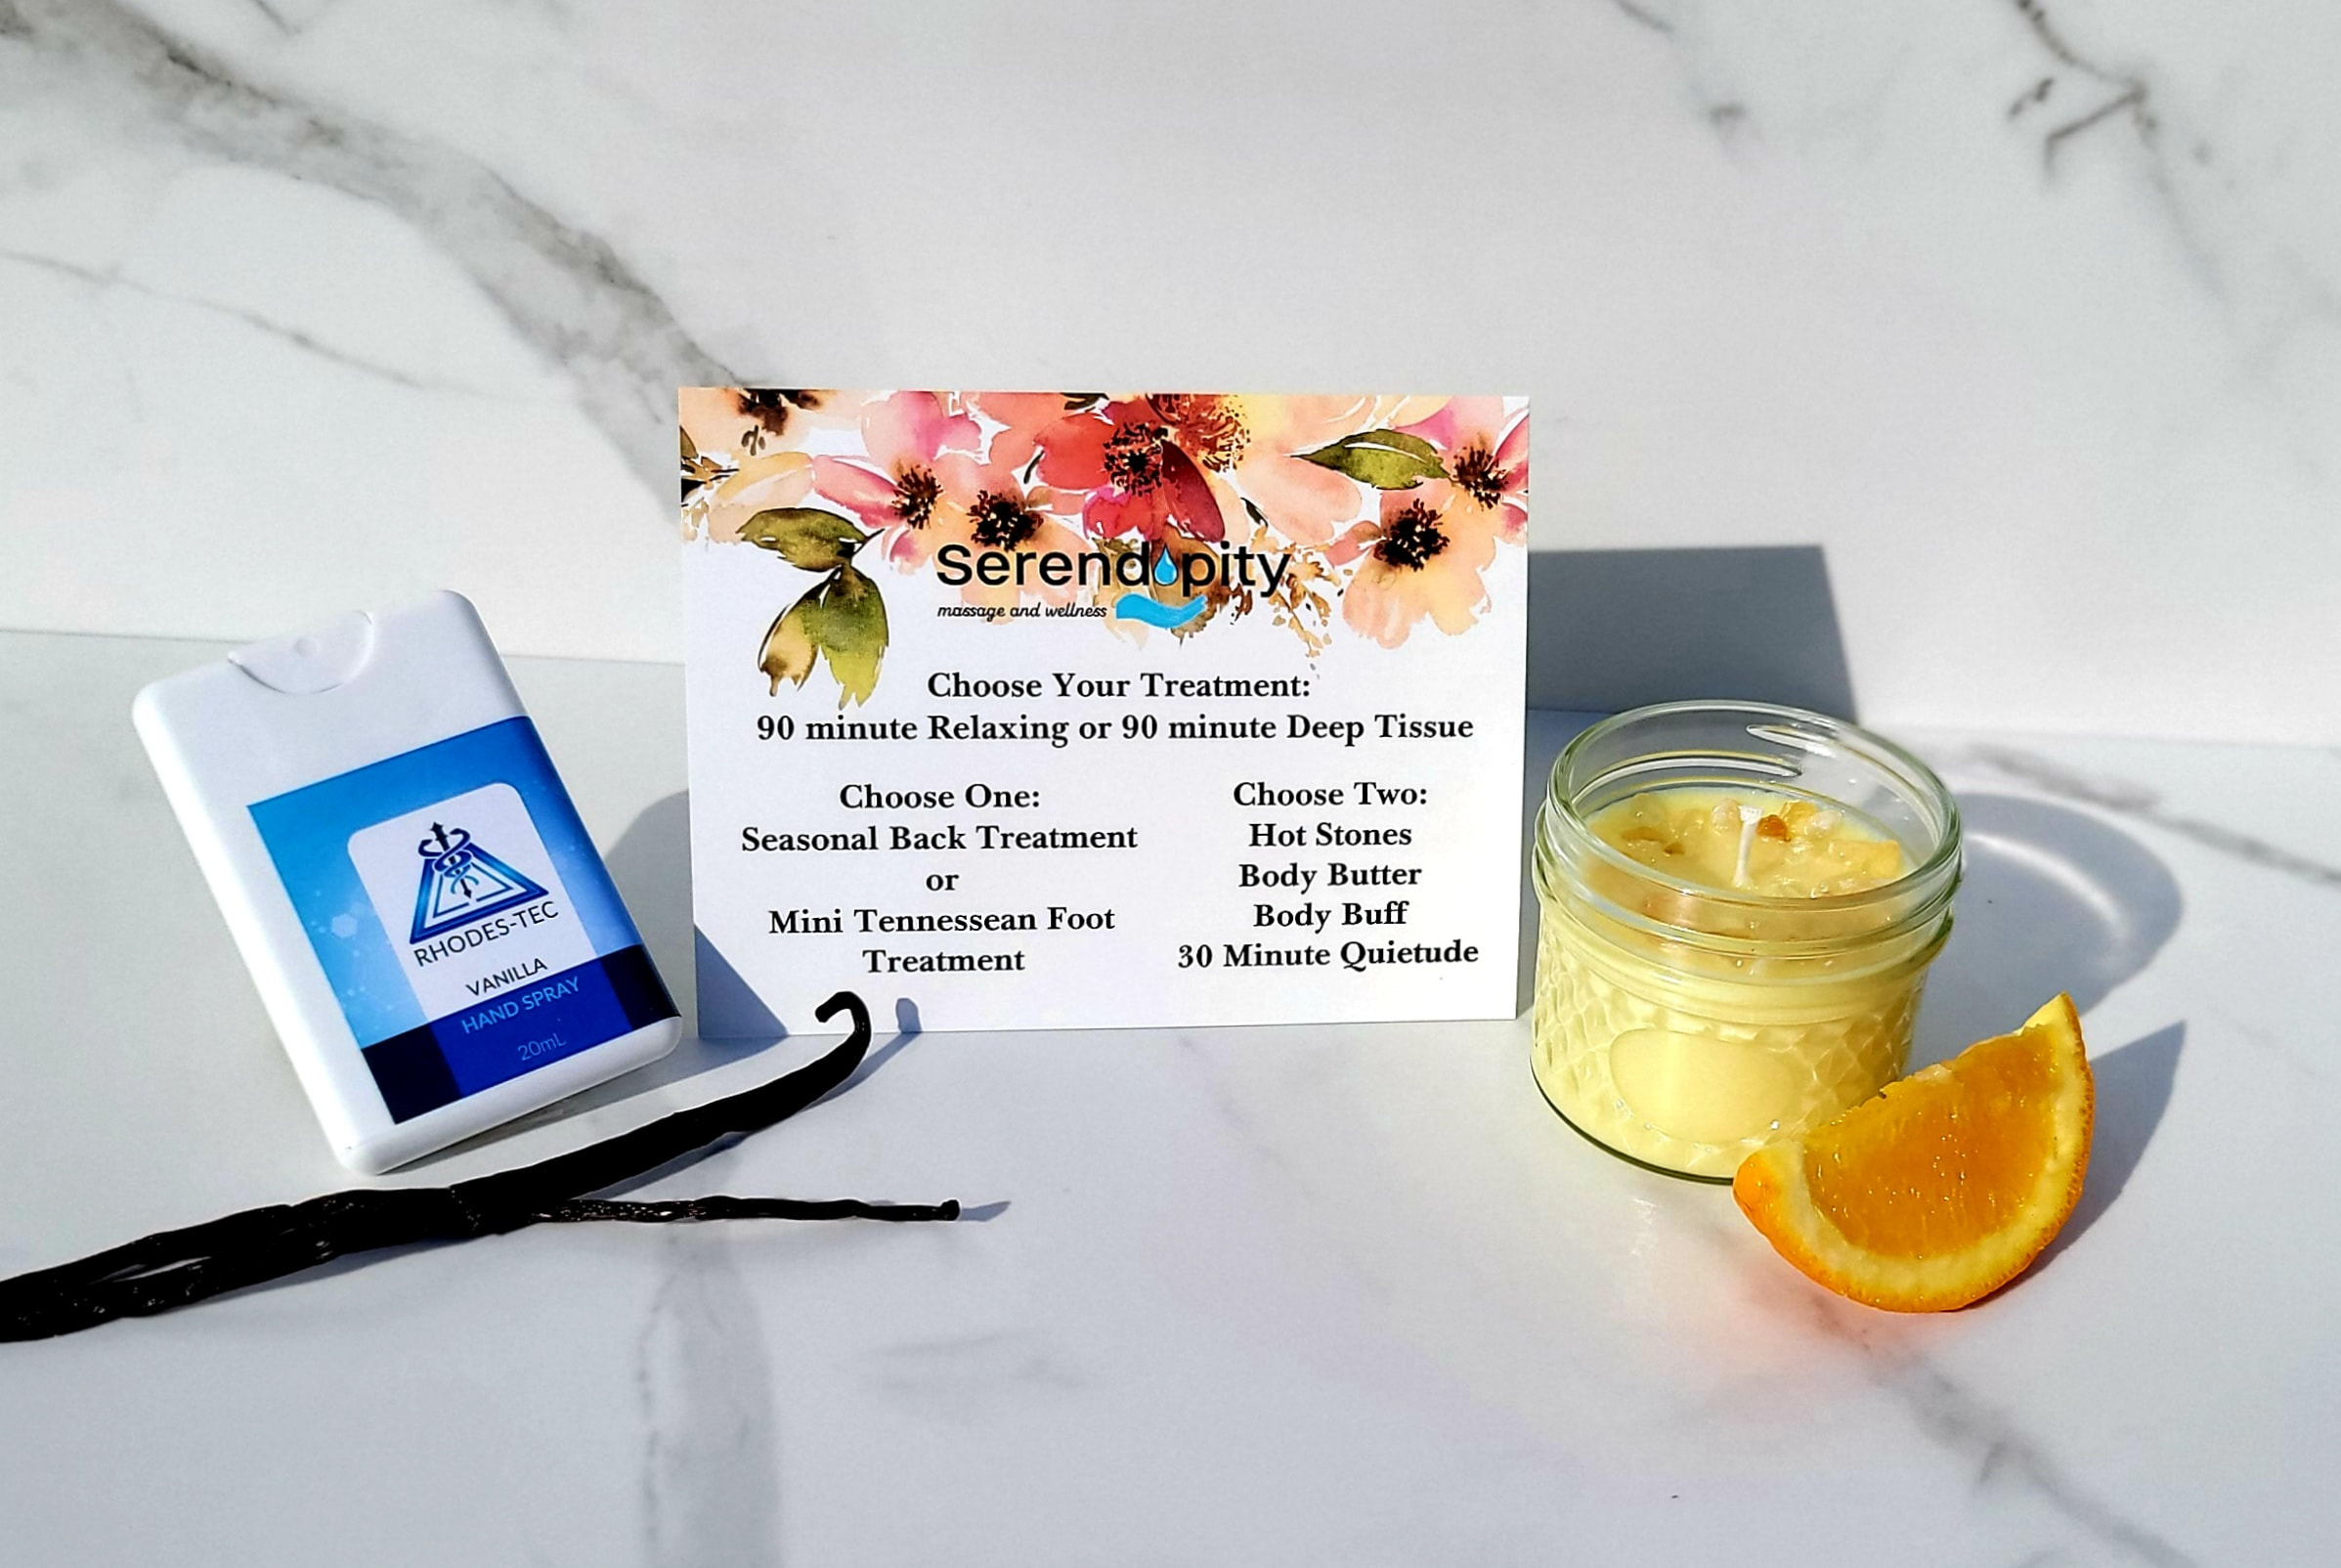 Serendipity
massage and wellness
Choose Your Treatment:
90 minute Relaxing or 90 minute Deep Tissue
Choose One:
Seasonal Back Treatment
or
Mini Tennessean Foot
Treatment
Choose Two:
Hot Stones
Body Butter
Body Buff
30 Minute Quietude
RHODES-TEC
VANILLA
HAND SPRAY
20mL